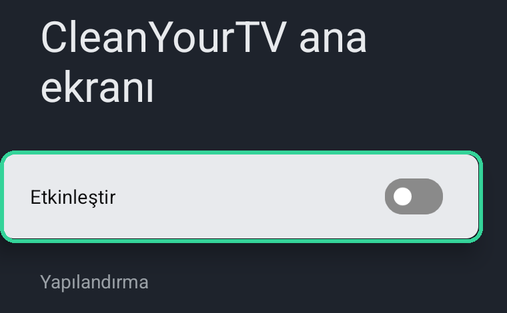 CleanYourTV ana
ekranı
Etkinleştir
Yapılandırma